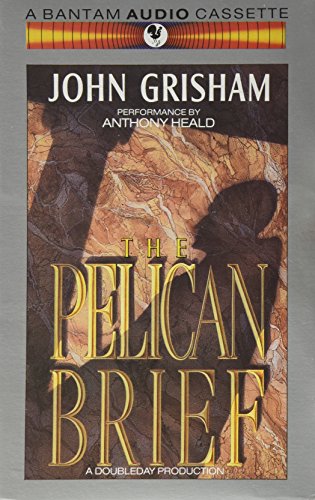 A BANTAM AUDIO CASSETTE
JOHN GRISHAM
PERFORMANCE BY
ANTHONY HEALD
THE
PELICAN
BRIEF
A DOUBLEDAY PRODUCTION